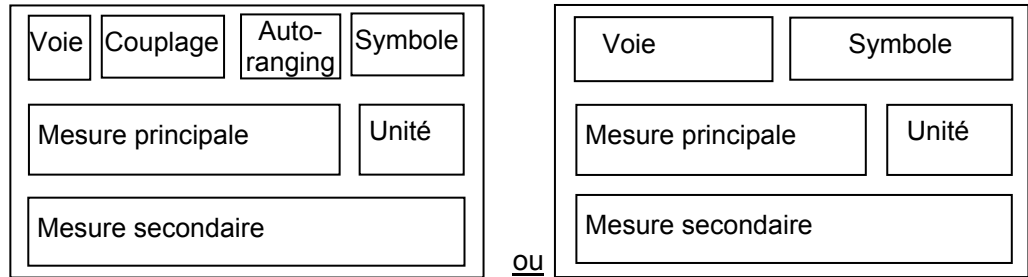 Voie Couplage Auto-ranging Symbole
Mesure principale Unité
Mesure secondaire
ou
Voie Symbole
Mesure principale Unité
Mesure secondaire